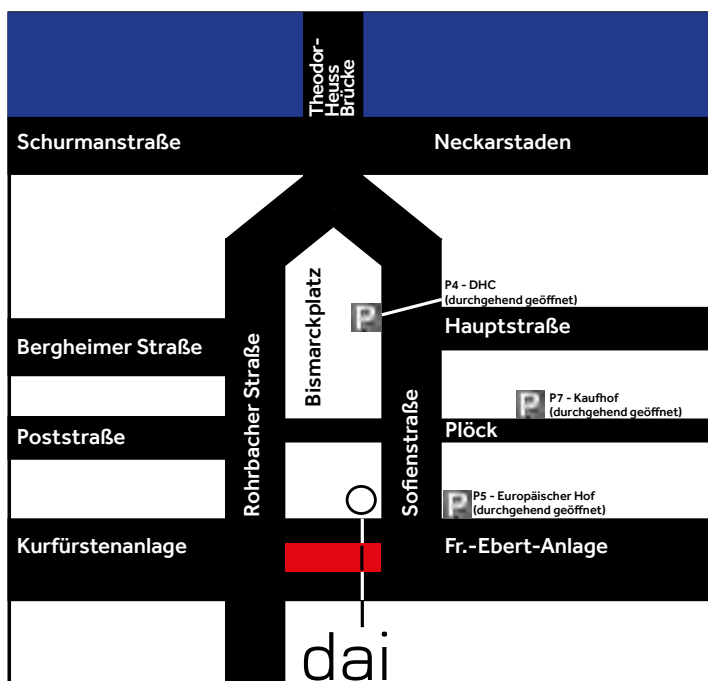 Theodor-
Heuss
Brücke
Schurmanstraße
Neckarstaden
P4 - DHC
(durchgehend geöffnet)
P
Hauptstraße
Bergheimer Straße
Bismarckplatz
Rohrbacher Straße
Sofienstraße
P
P7 - Kaufhof
(durchgehend geöffnet)
Poststraße
Plöck
P
P5 - Europäischer Hof
(durchgehend geöffnet)
Kurfürstenanlage
Fr.-Ebert-Anlage
dai